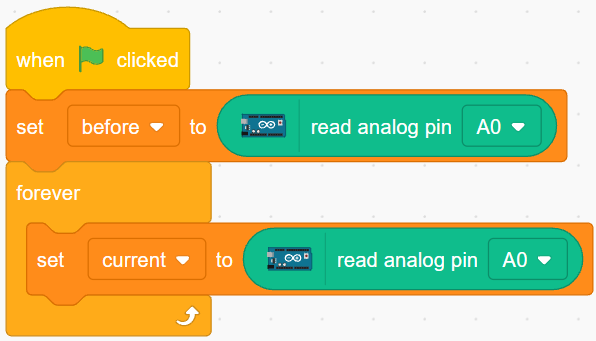 when clicked
set before to read analog pin A0
forever
set current to read analog pin A0